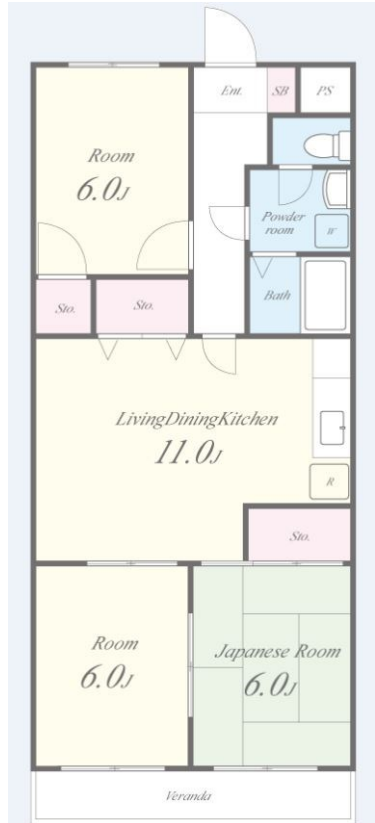 Ent.
SB
PS
Room
6.0J
Powder
room
W
Sto.
Sto.
Bath
LivingDiningKitchen
11.0J
R
Sto.
Room
6.0J
Japanese Room
6.0J
Veranda